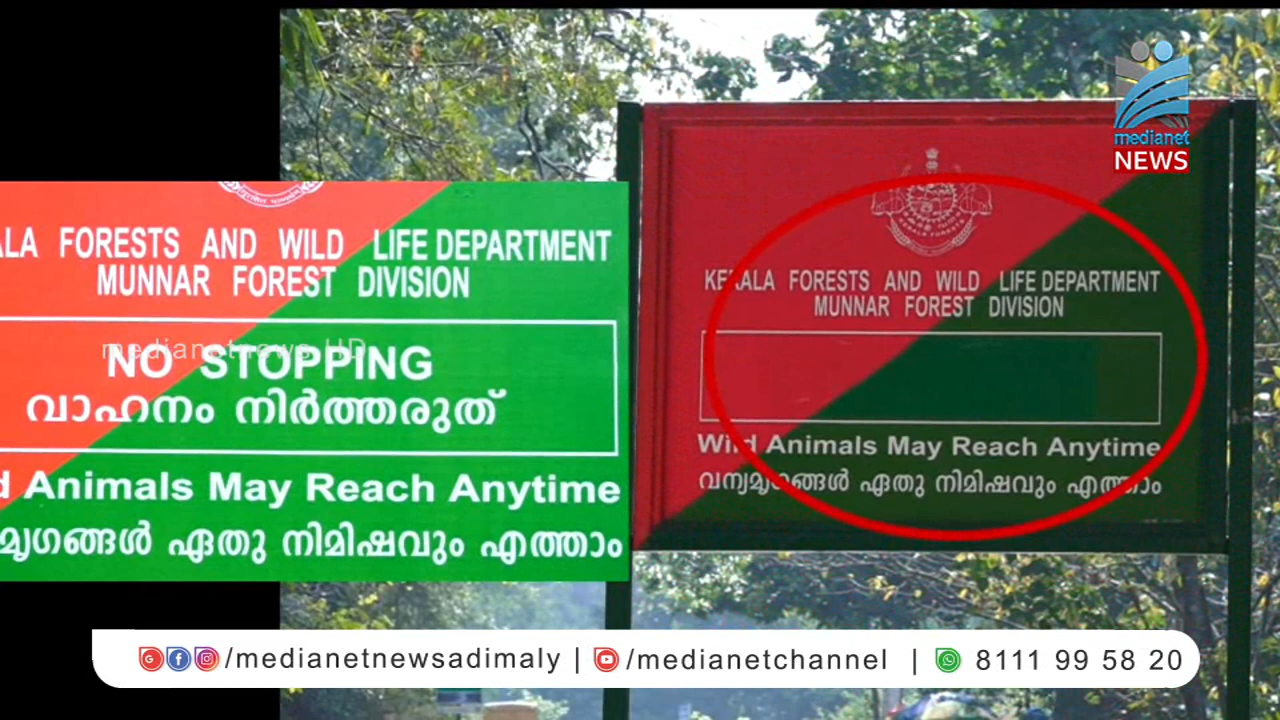 medianet
NEWS
ALA FORESTS AND WILD LIFE DEPARTMENT
MUNNAR FOREST DIVISION
medianetnews HD
NO STOPPING
വാഹനം നിർത്തരുത്
d Animals May Reach Anytime
മൃഗങ്ങൾ ഏതു നിമിഷവും എത്താം
KERALA FORESTS AND WILD LIFE DEPARTMENT
MUNNAR FOREST DIVISION
Wild Animals May Reach Anytime
വന്യമൃഗങ്ങൾ ഏതു നിമിഷവും എത്താം
/medianetnewsadimaly | /medianetchannel | 8111 99 58 20